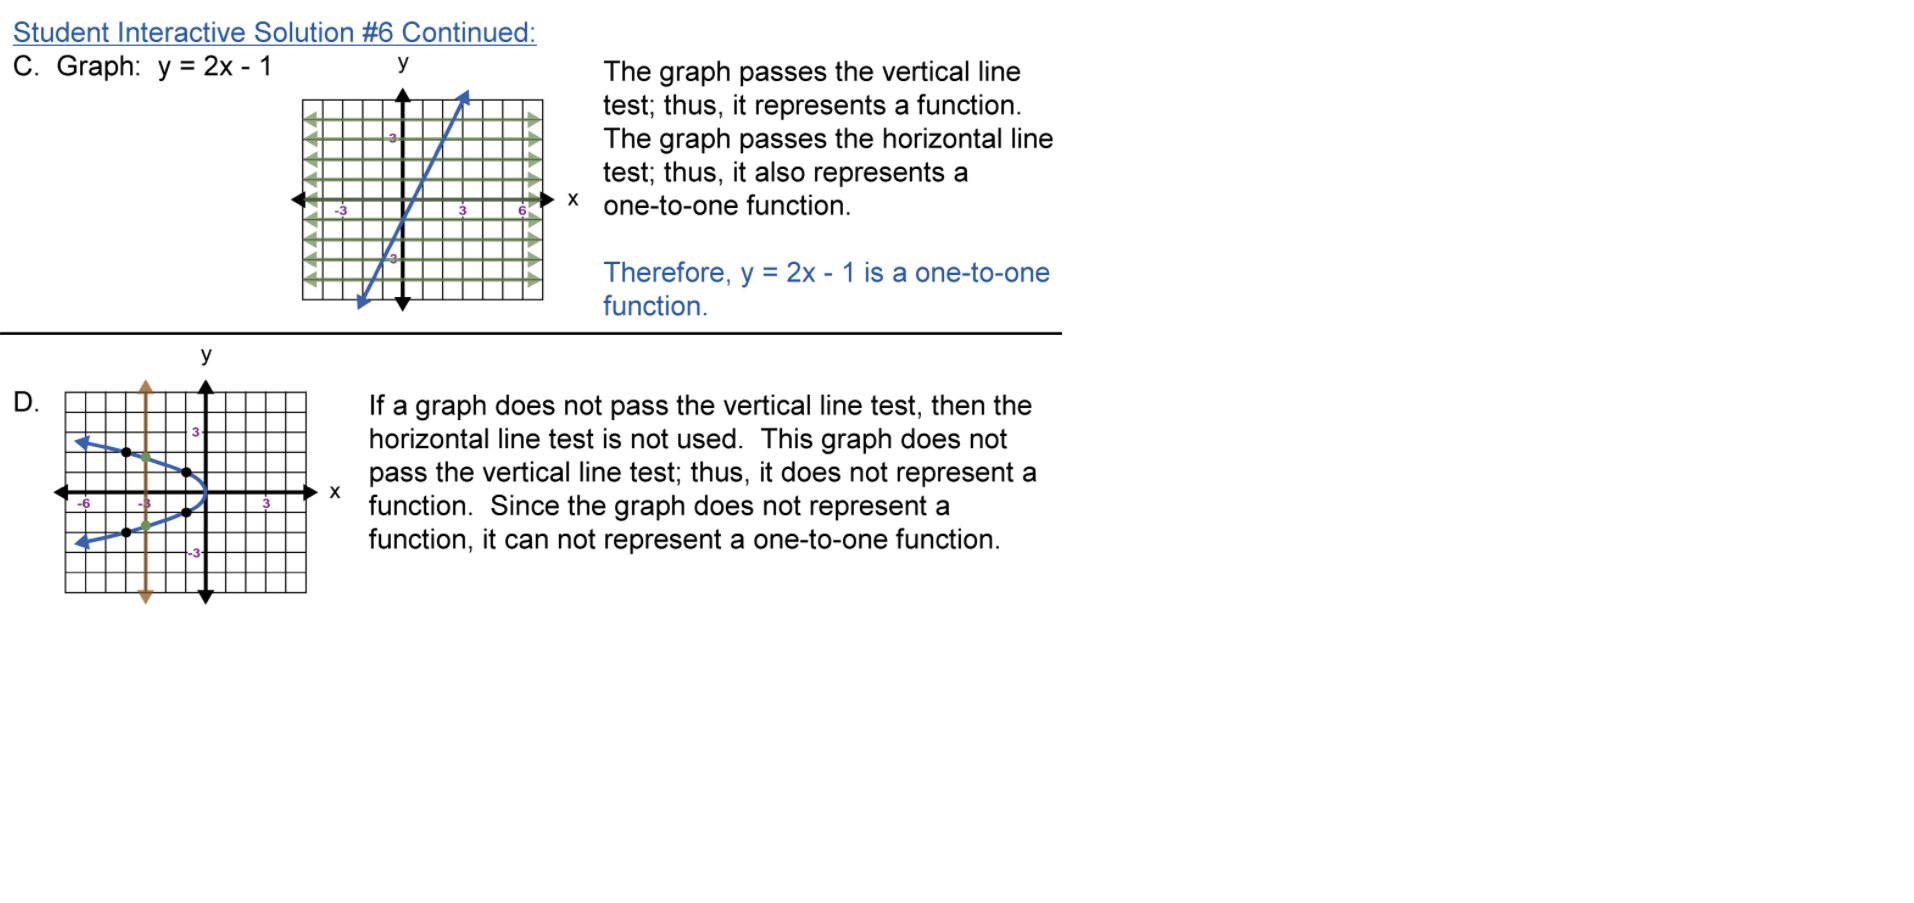 Student Interactive Solution #6 Continued:
C. Graph: y = 2x - 1
y
3
-3
3
6
x
-3
The graph passes the vertical line
test; thus, it represents a function.
The graph passes the horizontal line
test; thus, it also represents a
one-to-one function.
Therefore, y = 2x - 1 is a one-to-one
function.
D.
y
3
-6
-3
3
x
-3
If a graph does not pass the vertical line test, then the
horizontal line test is not used. This graph does not
pass the vertical line test; thus, it does not represent a
function. Since the graph does not represent a
function, it can not represent a one-to-one function.